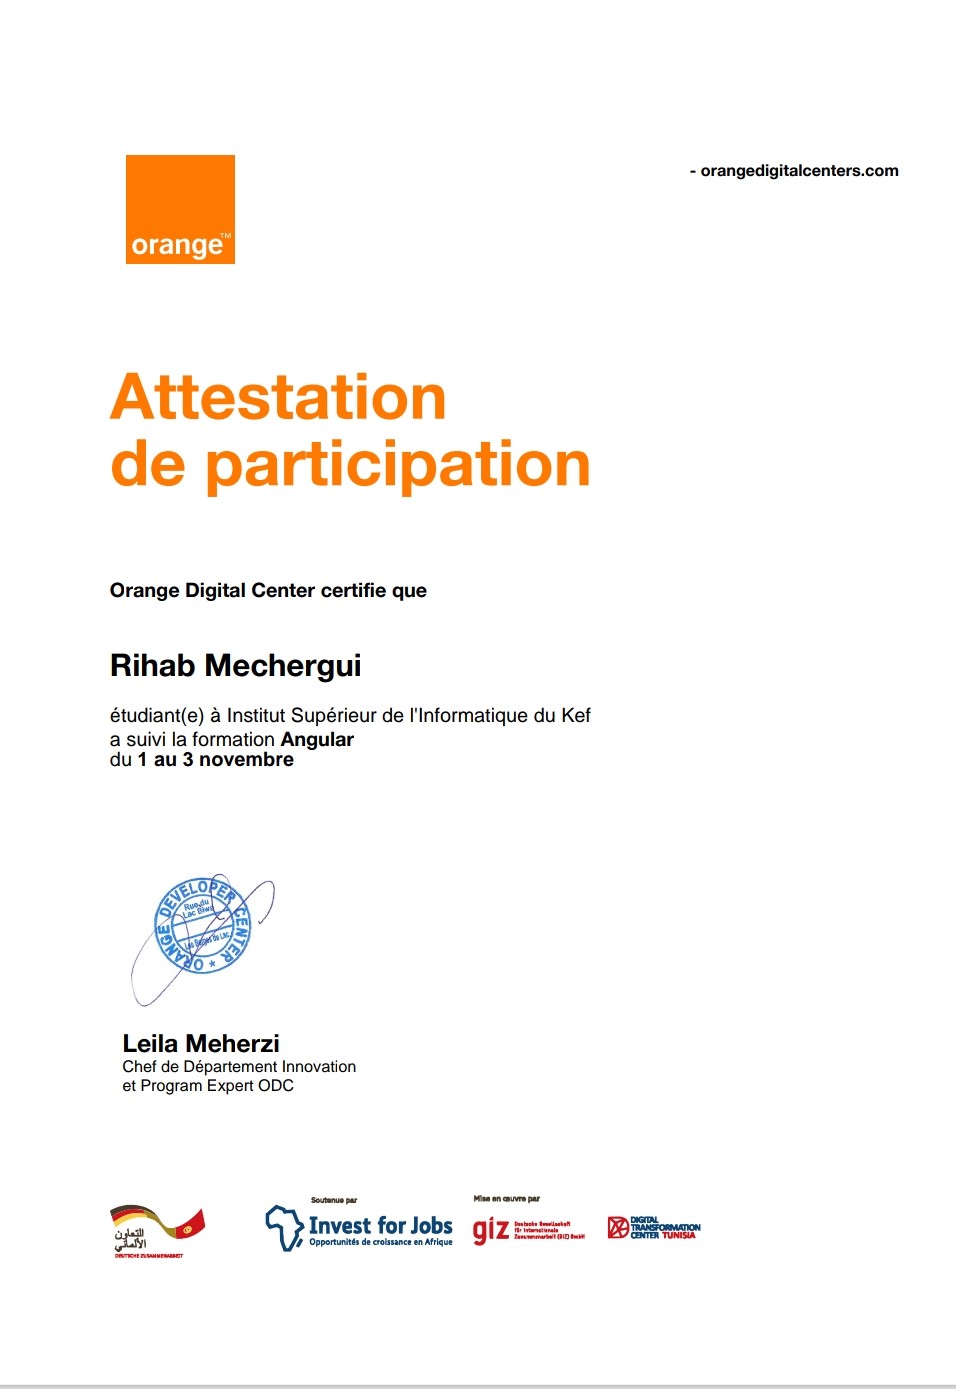 - orangedigitalcenters.com
orange™
Attestation
de participation
Orange Digital Center certifie que
Rihab Mechergui
étudiant(e) à Institut Supérieur de l'Informatique du Kef
a suivi la formation Angular
du 1 au 3 novembre
ORANGE DEVELOPER CENTER *
Rue du
Lac Biwa
Les Berges du Lac
Leila Meherzi
Chef de Département Innovation
et Program Expert ODC
التعاون
الألماني
DEUTSCHE ZUSAMMENARBEIT
Soutenue par
Invest for Jobs
Opportunités de croissance en Afrique
Mise en œuvre par
giz
Deutsche Gesellschaft
für Internationale
Zusammenarbeit (GIZ) GmbH
DIGITAL
TRANSFORMATION
CENTER TUNISIA